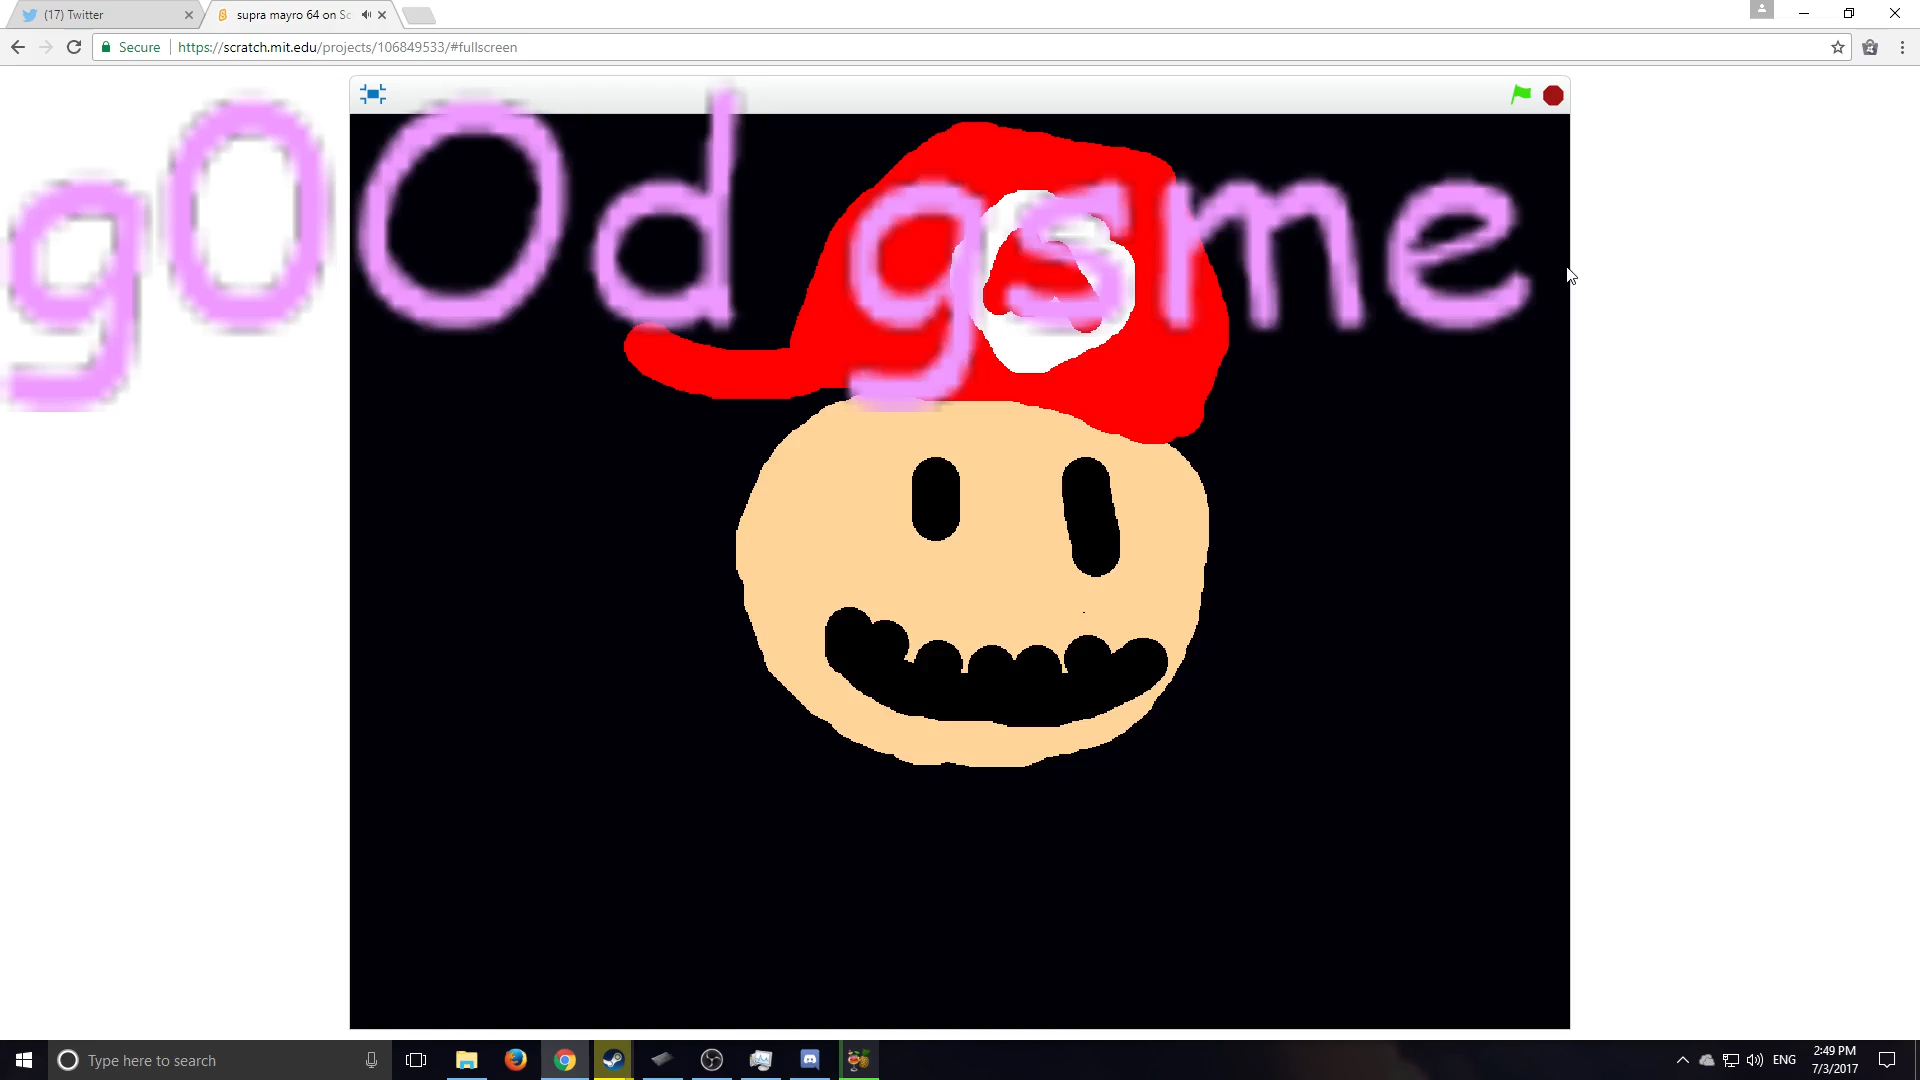 (17) Twitter
supra mayro 64 on Sc
Secure
https://scratch.mit.edu/projects/106849533/#fullscreen
g0Od gsme
Type here to search
ENG
2:49 PM
7/3/2017